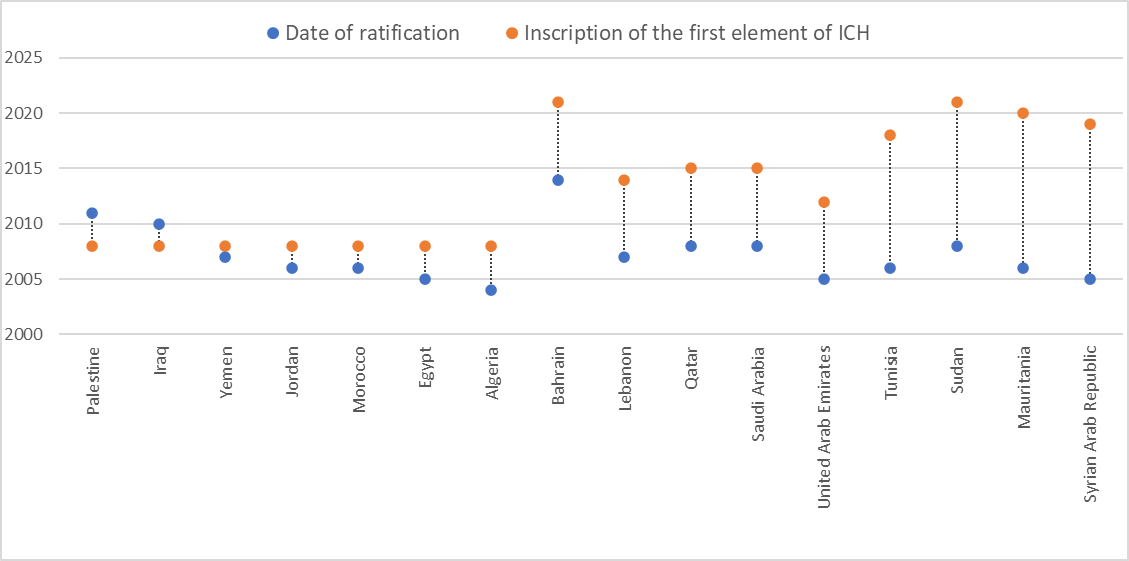 Date of ratification
Inscription of the first element of ICH
2025
2020
2015
2010
2005
2000
Palestine
Iraq
Yemen
Jordan
Morocco
Egypt
Algeria
Bahrain
Lebanon
Qatar
Saudi Arabia
United Arab Emirates
Tunisia
Sudan
Mauritania
Syrian Arab Republic